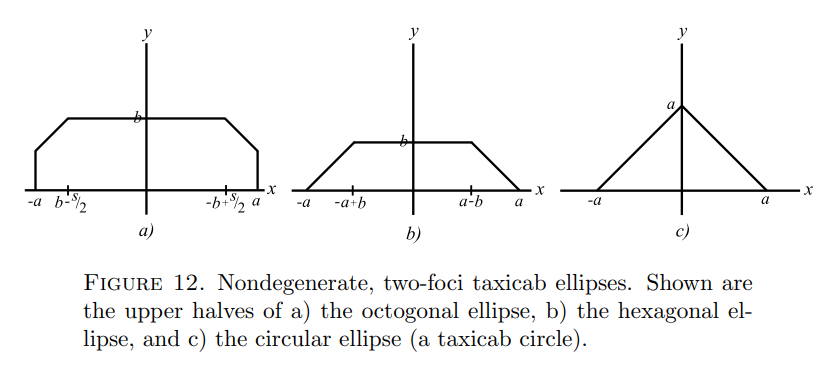 y
b
x
-a b-s/2 -b+s/2 a
a)
y
b
x
-a -a+b a-b a
b)
y
a
x
-a a
c)
FIGURE 12. Nondegenerate, two-foci taxicab ellipses. Shown are
the upper halves of a) the octogonal ellipse, b) the hexagonal el-
lipse, and c) the circular ellipse (a taxicab circle).